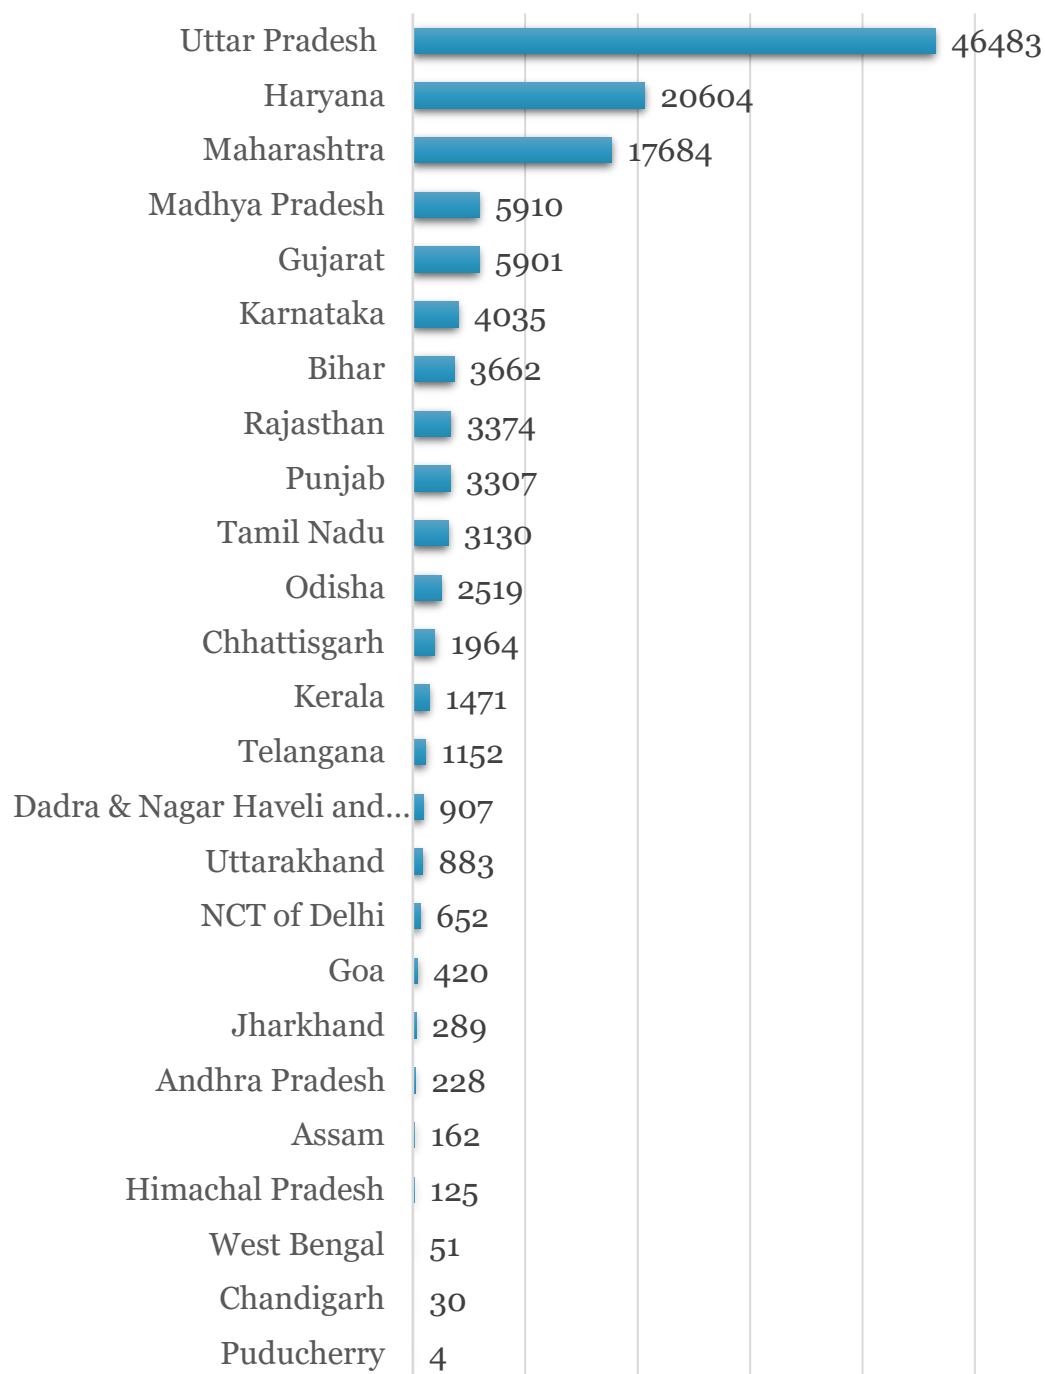 Uttar Pradesh 46483
Haryana 20604
Maharashtra 17684
Madhya Pradesh 5910
Gujarat 5901
Karnataka 4035
Bihar 3662
Rajasthan 3374
Punjab 3307
Tamil Nadu 3130
Odisha 2519
Chhattisgarh 1964
Kerala 1471
Telangana 1152
Dadra & Nagar Haveli and... 907
Uttarakhand 883
NCT of Delhi 652
Goa 420
Jharkhand 289
Andhra Pradesh 228
Assam 162
Himachal Pradesh 125
West Bengal 51
Chandigarh 30
Puducherry 4